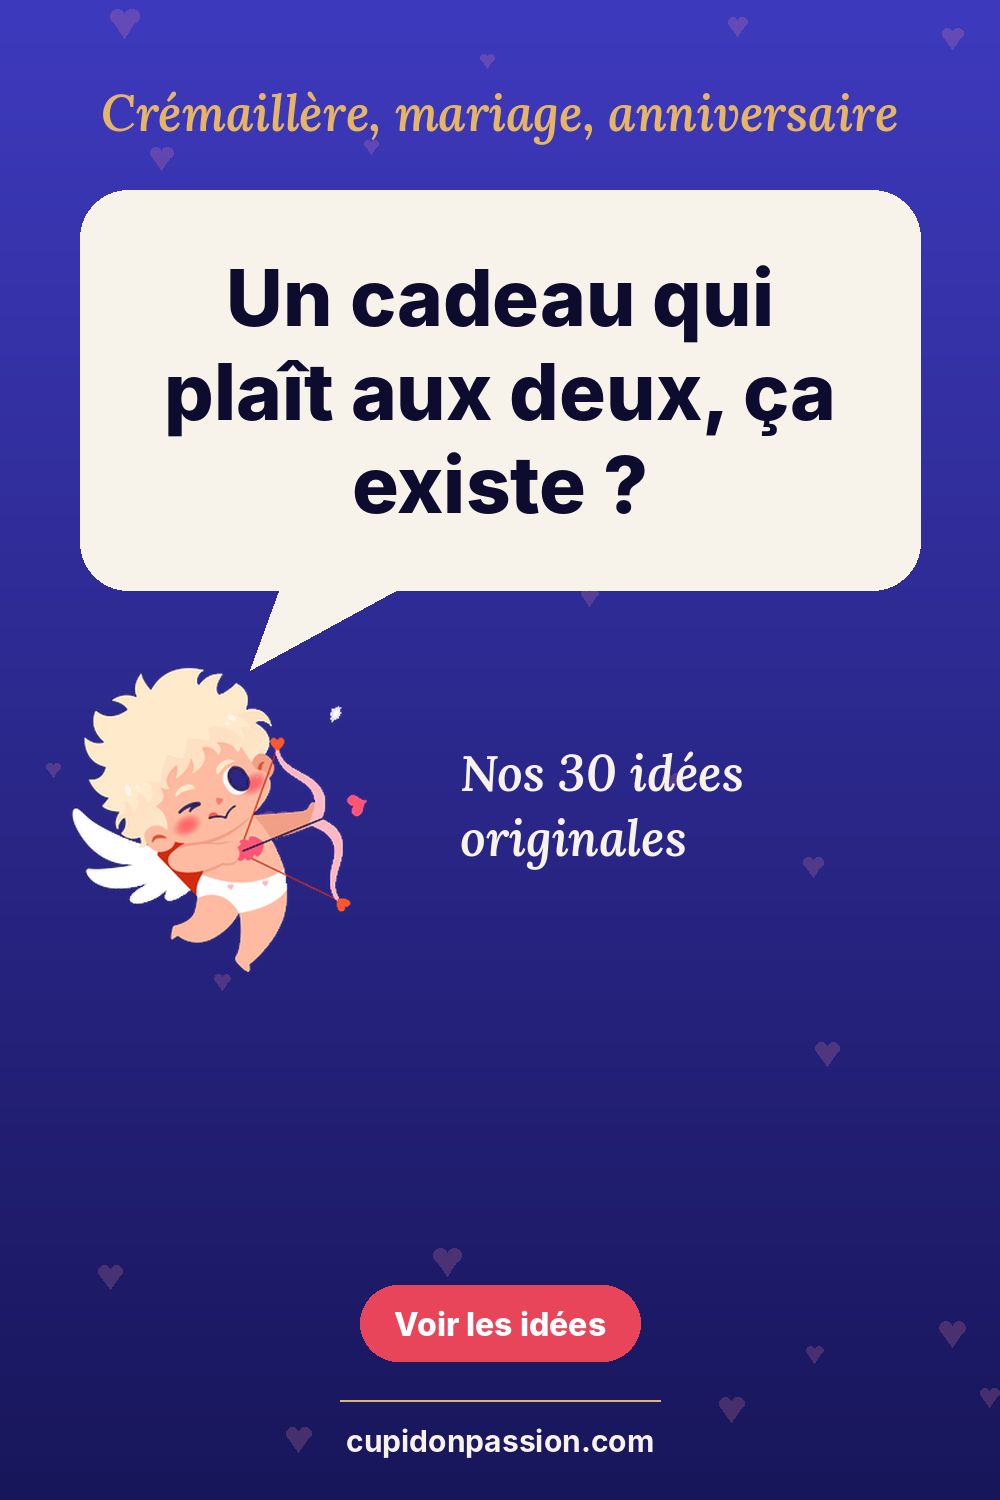 Crémaillère, mariage, anniversaire
Un cadeau qui
plaît aux deux, ça
existe ?
Nos 30 idées
originales
Voir les idées
cupidonpassion.com